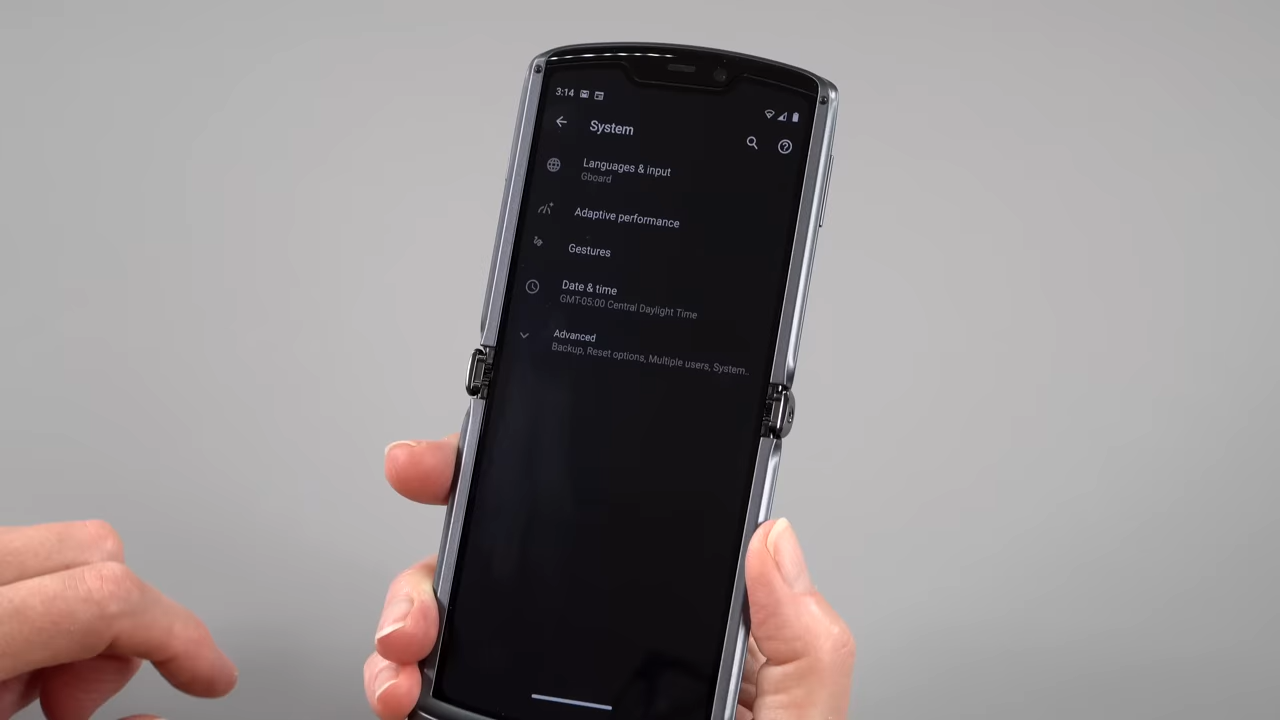 3:14
System
Languages & input
Gboard
Adaptive performance
Gestures
Date & time
GMT-05:00 Central Daylight Time
Advanced
Backup, Reset options, Multiple users, System..